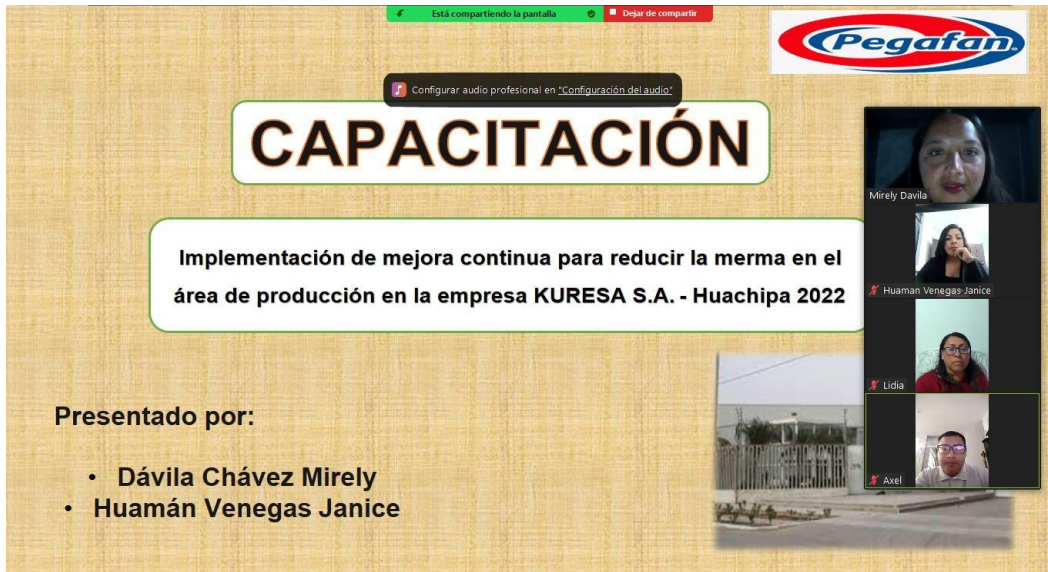 Está compartiendo la pantalla
Dejar de compartir
Pegafan
Configurar audio profesional en "Configuración del audio"
CAPACITACIÓN
Mirely Davila
Implementación de mejora continua para reducir la merma en el
área de producción en la empresa KURESA S.A. - Huachipa 2022
Huaman Venegas Janice
Lidia
Presentado por:
• Dávila Chávez Mirely
• Huamán Venegas Janice
Axel